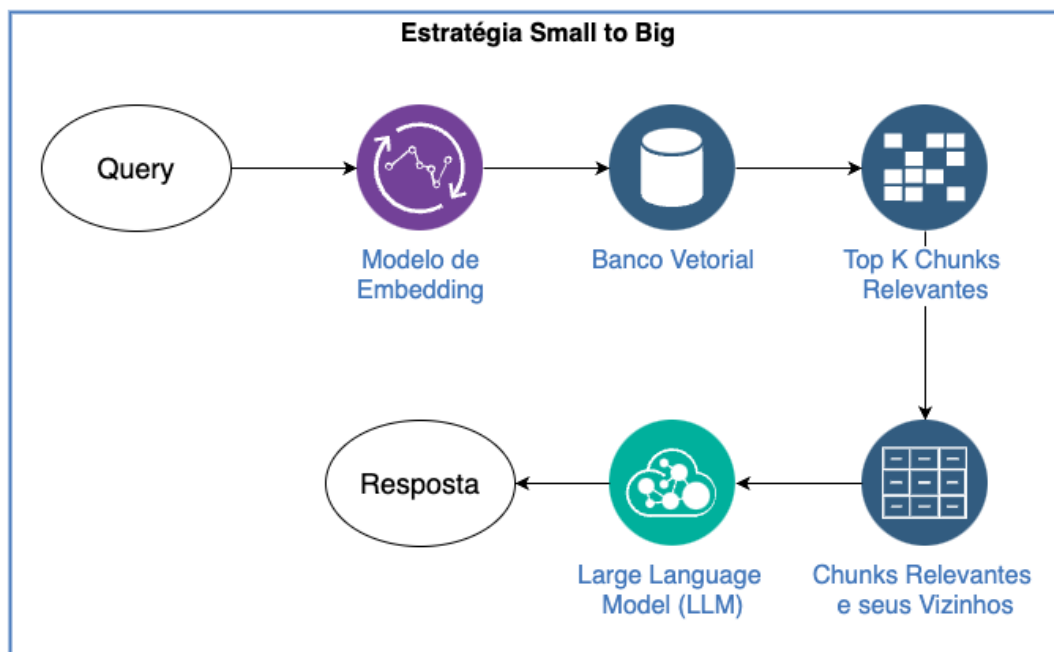 Estratégia Small to Big
Query
Modelo de
Embedding
Banco Vetorial
Top K Chunks
Relevantes
Resposta
Large Language
Model (LLM)
Chunks Relevantes
e seus Vizinhos